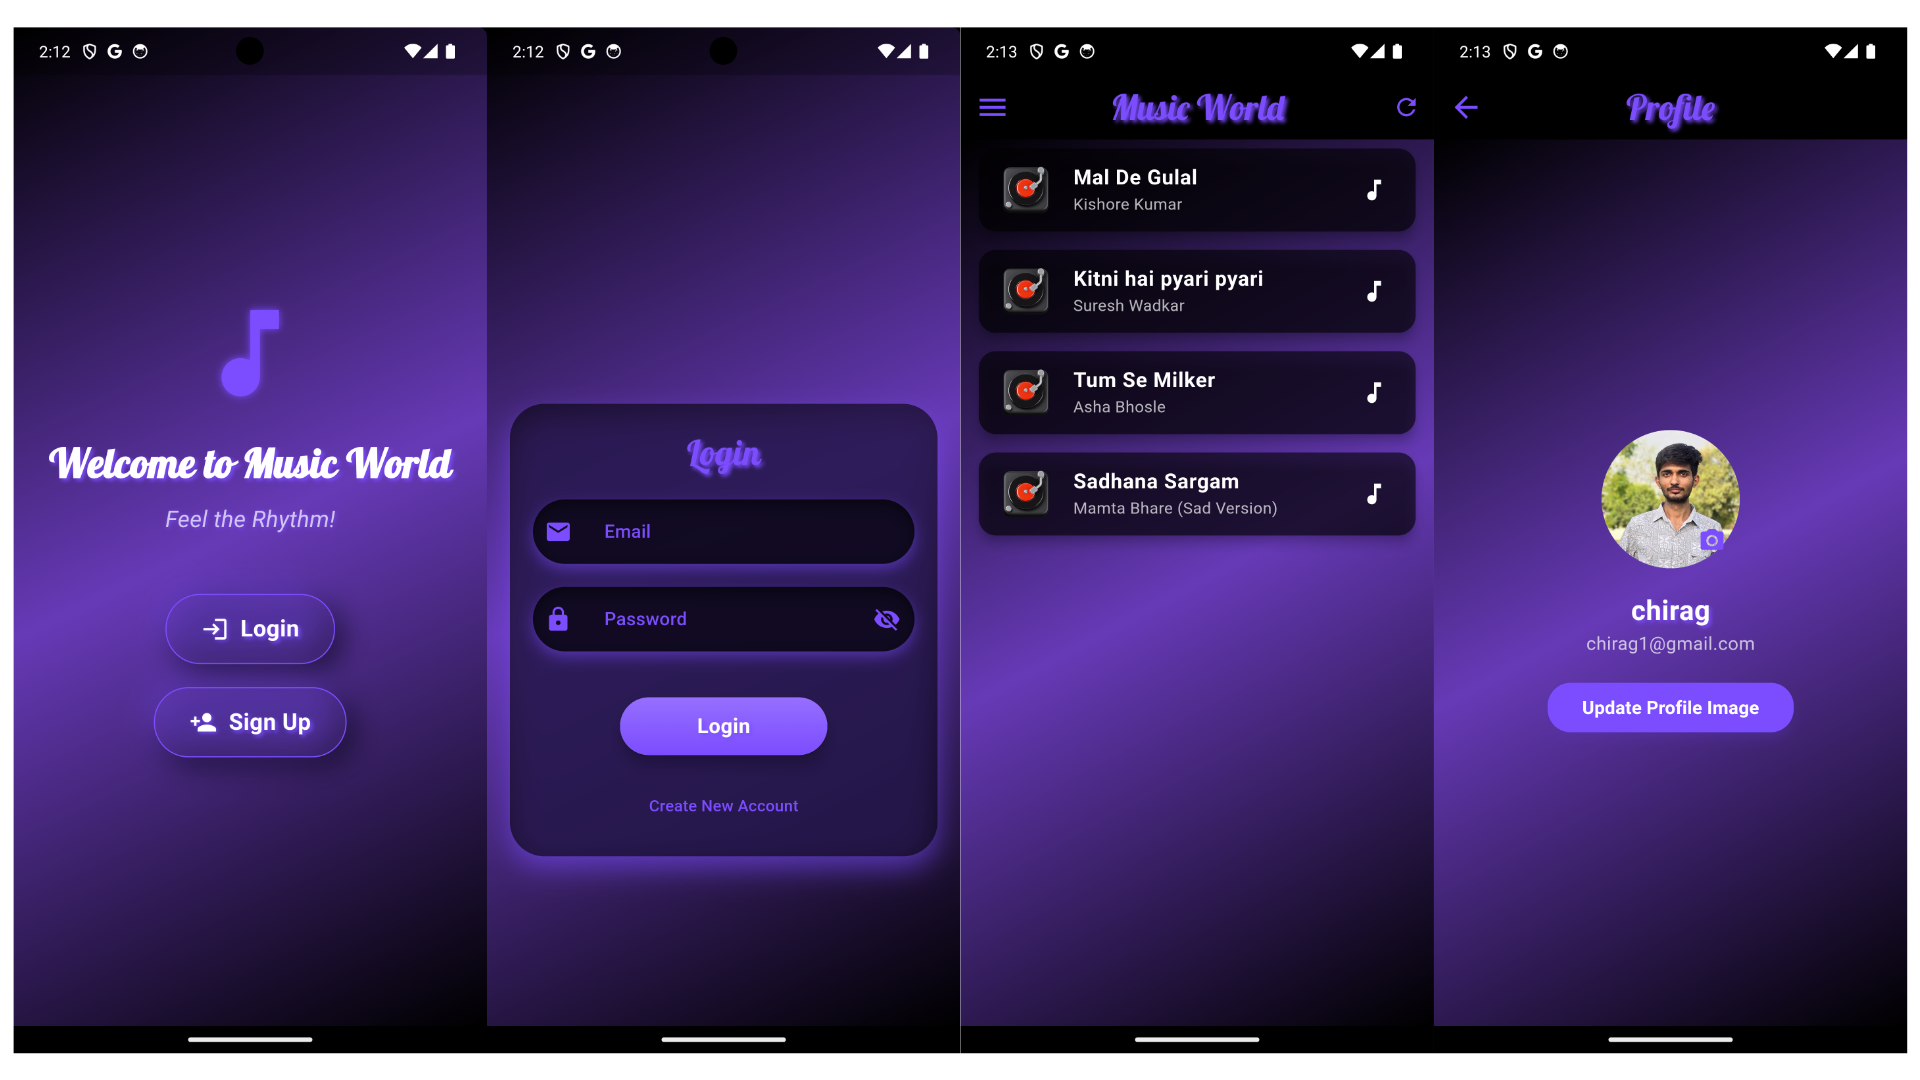 2:12
Welcome to Music World
Feel the Rhythm!
Login
Sign Up
2:12
Login
Email
Password
Login
Create New Account
2:13
Music World
Mal De Gulal
Kishore Kumar
Kitni hai pyari pyari
Suresh Wadkar
Tum Se Milker
Asha Bhosle
Sadhana Sargam
Mamta Bhare (Sad Version)
2:13
Profile
chirag
chirag1@gmail.com
Update Profile Image